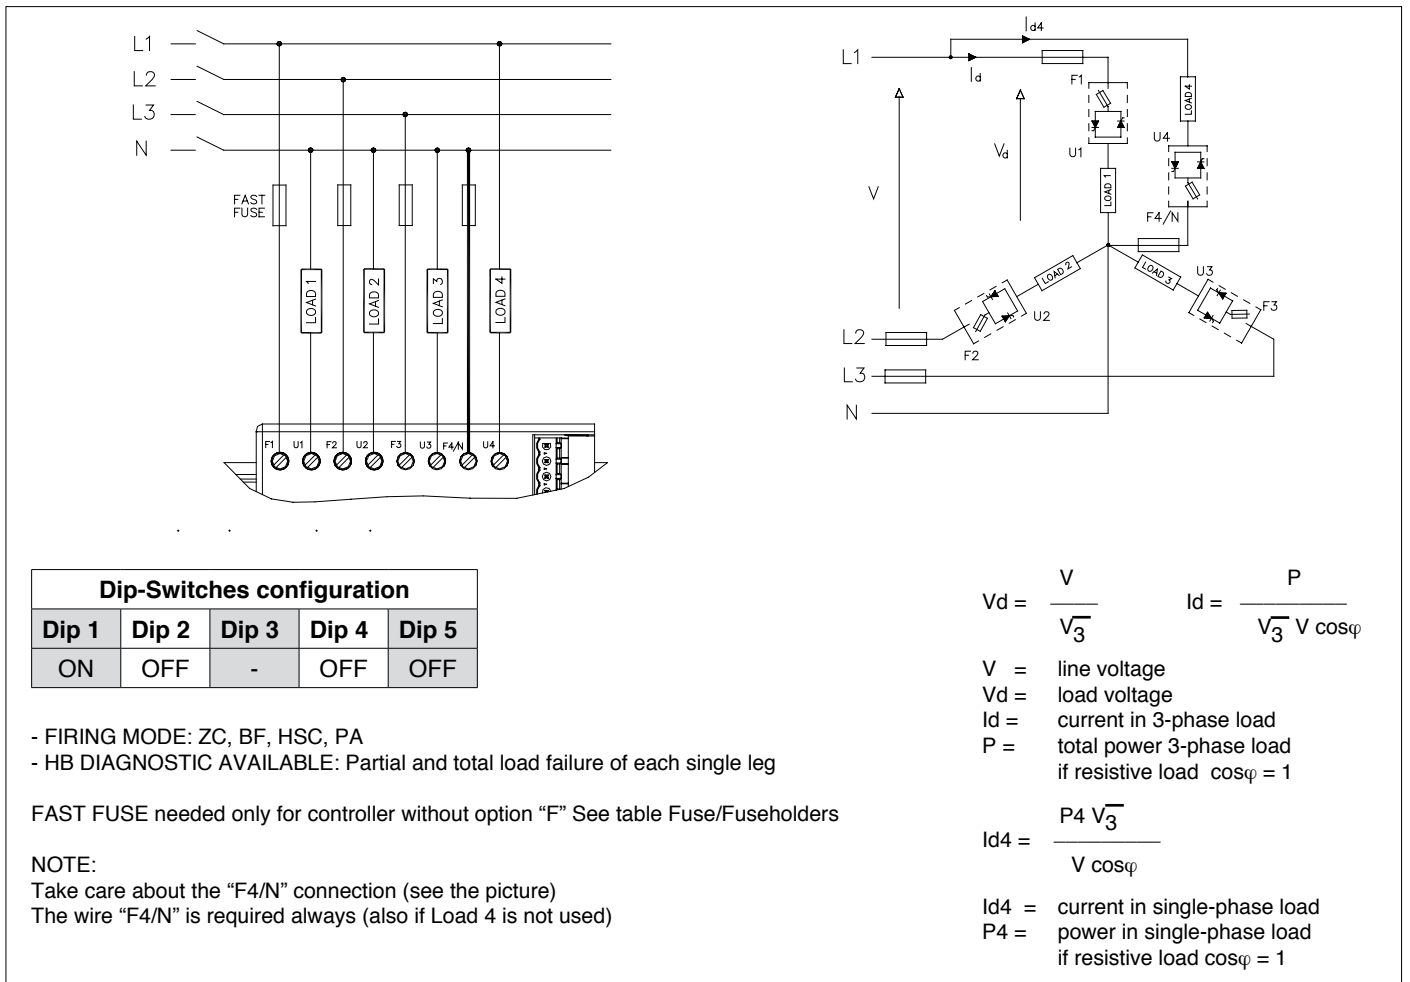 L1
L2
L3
N
FAST
FUSE
LOAD 1
LOAD 2
LOAD 3
LOAD 4
F1 U1 F2 U2 F3 U3 F4/N U4
Id4
L1
Id
F1
LOAD 4
U4
U1
Vd
V
LOAD 1
F4/N
LOAD 2
LOAD 3
U3
F3
U2
L2
F2
L3
N
Dip-Switches configuration
Dip 1 Dip 2 Dip 3 Dip 4 Dip 5
ON OFF - OFF OFF
- FIRING MODE: ZC, BF, HSC, PA
- HB DIAGNOSTIC AVAILABLE: Partial and total load failure of each single leg
FAST FUSE needed only for controller without option “F” See table Fuse/Fuseholders
NOTE:
Take care about the “F4/N” connection (see the picture)
The wire “F4/N” is required always (also if Load 4 is not used)
V P
Vd = Id =
V3 V3 V cosφ
V = line voltage
Vd = load voltage
Id = current in 3-phase load
P = total power 3-phase load
if resistive load cosφ = 1
P4 V3
Id4 =
V cosφ
Id4 = current in single-phase load
P4 = power in single-phase load
if resistive load cosφ = 1